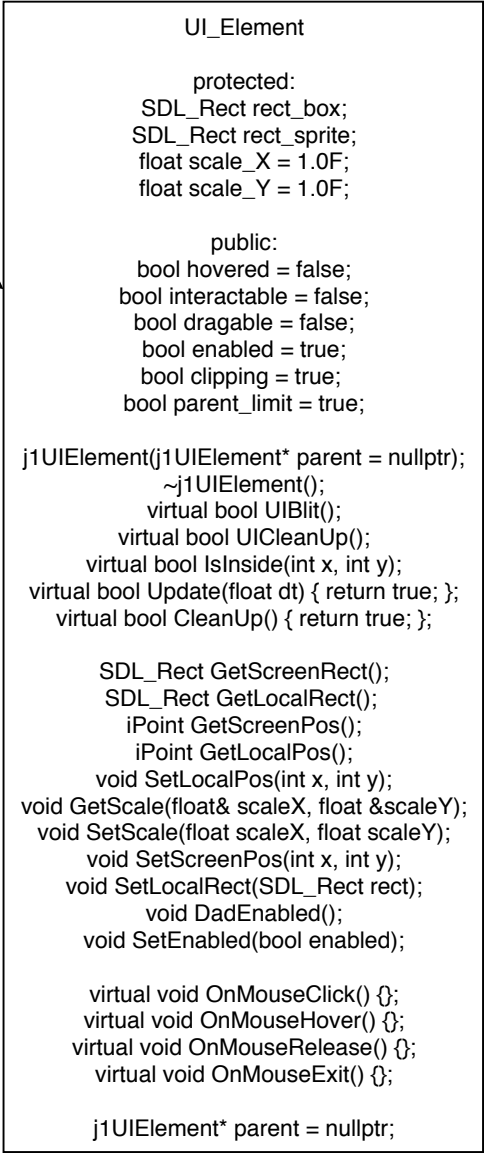 UI_Element
protected:
SDL_Rect rect_box;
SDL_Rect rect_sprite;
float scale_X = 1.0F;
float scale_Y = 1.0F;
public:
bool hovered = false;
bool interactable = false;
bool dragable = false;
bool enabled = true;
bool clipping = true;
bool parent_limit = true;
j1UIElement(j1UIElement* parent = nullptr);
~j1UIElement();
virtual bool UIBlit();
virtual bool UICleanUp();
virtual bool IsInside(int x, int y);
virtual bool Update(float dt) { return true; };
virtual bool CleanUp() { return true; };
SDL_Rect GetScreenRect();
SDL_Rect GetLocalRect();
iPoint GetScreenPos();
iPoint GetLocalPos();
void SetLocalPos(int x, int y);
void GetScale(float& scaleX, float &scaleY);
void SetScale(float scaleX, float scaleY);
void SetScreenPos(int x, int y);
void SetLocalRect(SDL_Rect rect);
void DadEnabled();
void SetEnabled(bool enabled);
virtual void OnMouseClick() {};
virtual void OnMouseHover() {};
virtual void OnMouseRelease() {};
virtual void OnMouseExit() {};
j1UIElement* parent = nullptr;